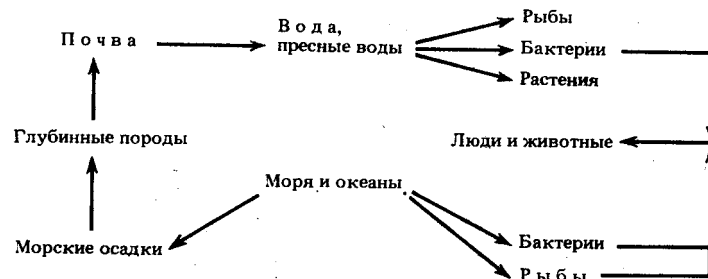 Рыбы
Вода,
Почва
пресные воды
Бактерии
Растения
Глубинные породы
Люди и животные
Моря и океаны
Морские осадки
Бактерии
Рыбы